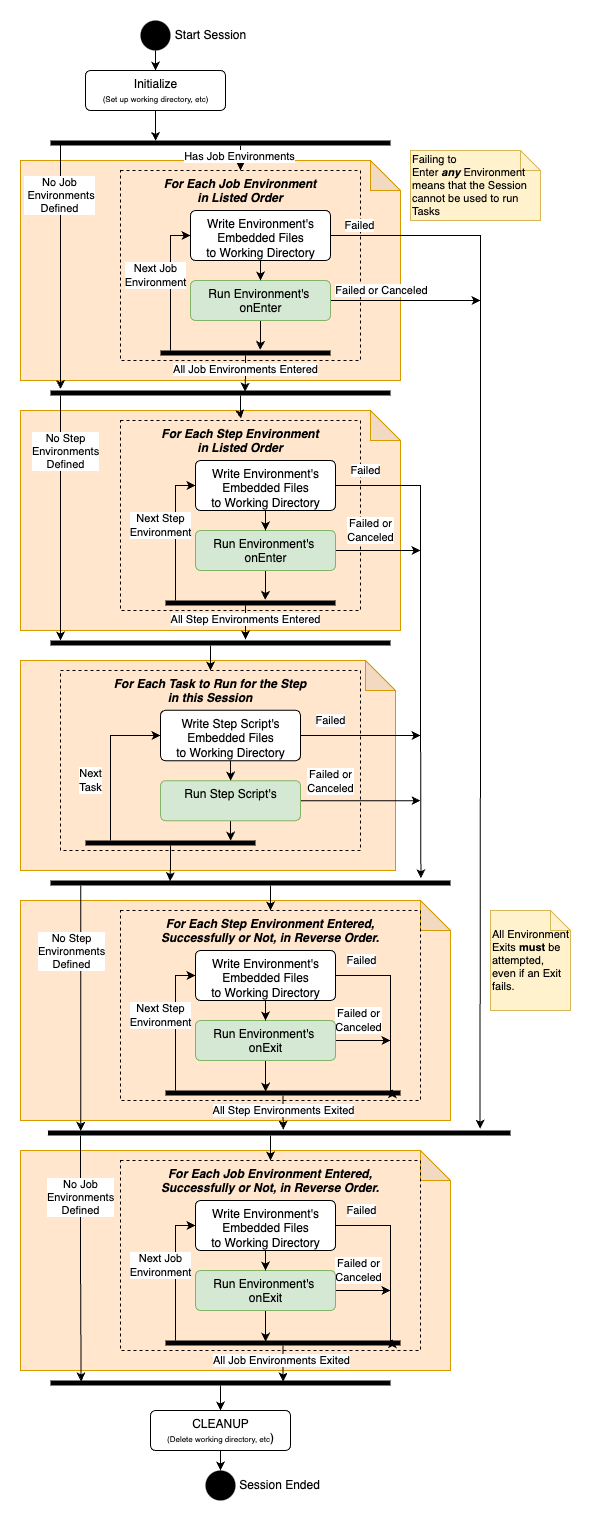 Start Session
Initialize
(Set up working directory, etc)
Has Job Environments
No Job
Environments
Defined
For Each Job Environment
in Listed Order
Write Environment's
Embedded Files
to Working Directory
Failed
Next Job
Environment
Run Environment's
onEnter
Failed or Canceled
All Job Environments Entered
Failing to
Enter any Environment
means that the Session
cannot be used to run
Tasks
No Step
Environments
Defined
For Each Step Environment
in Listed Order
Write Environment's
Embedded Files
to Working Directory
Failed
Next Step
Environment
Run Environment's
onEnter
Failed or
Canceled
All Step Environments Entered
For Each Task to Run for the Step
in this Session
Write Step Script's
Embedded Files
to Working Directory
Failed
Next
Task
Run Step Script's
Failed or
Canceled
No Step
Environments
Defined
For Each Step Environment Entered,
Successfully or Not, in Reverse Order.
Write Environment's
Embedded Files
to Working Directory
Failed
Next Step
Environment
Run Environment's
onExit
Failed or
Canceled
All Step Environments Exited
All Environment
Exits must be
attempted,
even if an Exit
fails.
No Job
Environments
Defined
For Each Job Environment Entered,
Successfully or Not, in Reverse Order.
Write Environment's
Embedded Files
to Working Directory
Failed
Next Job
Environment
Run Environment's
onExit
Failed or
Canceled
All Job Environments Exited
CLEANUP
(Delete working directory, etc)
Session Ended